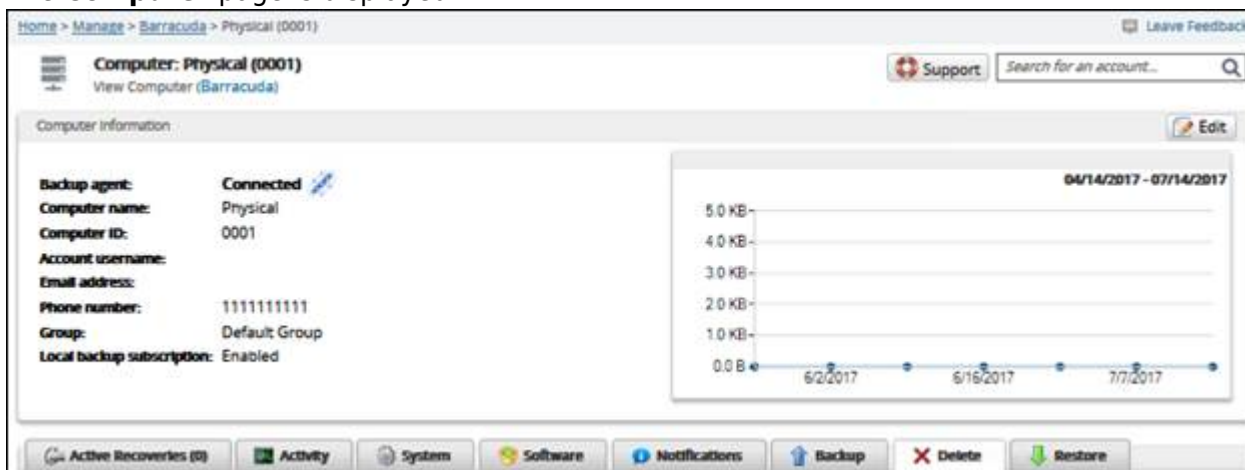 Home > Manage > Barracuda > Physical (0001)
Leave Feedback
Computer: Physical (0001)
View Computer (Barracuda)
Support
Search for an account...
Computer Information
Edit
Backup agent: Connected
Computer name: Physical
Computer ID: 0001
Account username:
Email address:
Phone number: 1111111111
Group: Default Group
Local backup subscription: Enabled
04/14/2017 - 07/14/2017
5.0 KB
4.0 KB
3.0 KB
2.0 KB
1.0 KB
0.0 B
6/2/2017 6/16/2017 7/7/2017
Active Recoveries (0) Activity System Software Notifications Backup Delete Restore